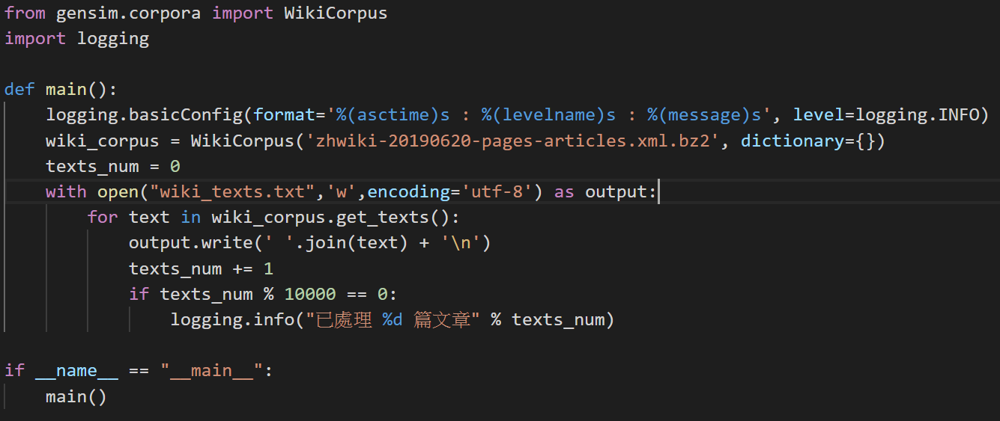 from gensim.corpora import WikiCorpus
import logging
def main():
logging.basicConfig(format='%(asctime)s : %(levelname)s : %(message)s', level=logging.INFO)
wiki_corpus = WikiCorpus('zhwiki-20190620-pages-articles.xml.bz2', dictionary={})
texts_num = 0
with open("wiki_texts.txt",'w',encoding='utf-8') as output:
for text in wiki_corpus.get_texts():
output.write(' '.join(text) + '\n')
texts_num += 1
if texts_num % 10000 == 0:
logging.info("已處理 %d 篇文章" % texts_num)
if __name__ == "__main__":
main()